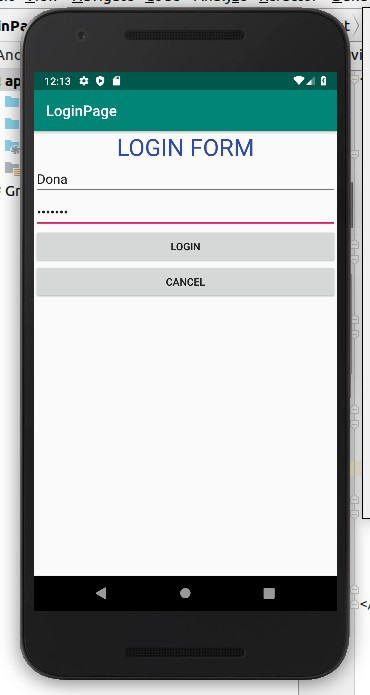 12:13
LoginPage
LOGIN FORM
Dona
•••••••
LOGIN
CANCEL